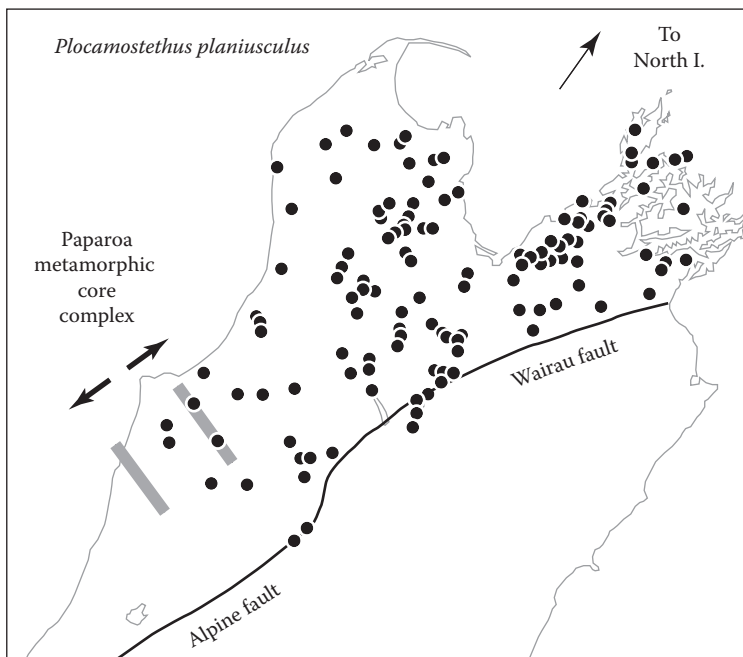 Plocamostethus planiusculus
To
North I.
Paparoa
metamorphic
core
complex
Wairau fault
Alpine fault